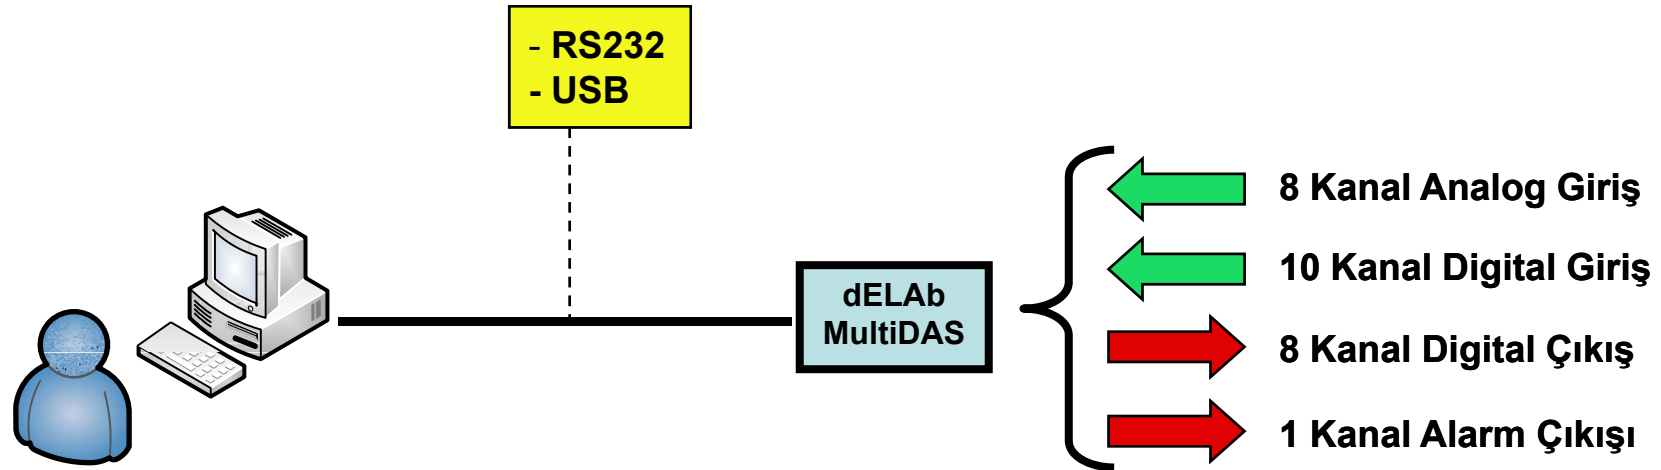 - RS232
- USB
dELAb
MultiDAS
8 Kanal Analog Giriş
10 Kanal Digital Giriş
8 Kanal Digital Çıkış
1 Kanal Alarm Çıkışı